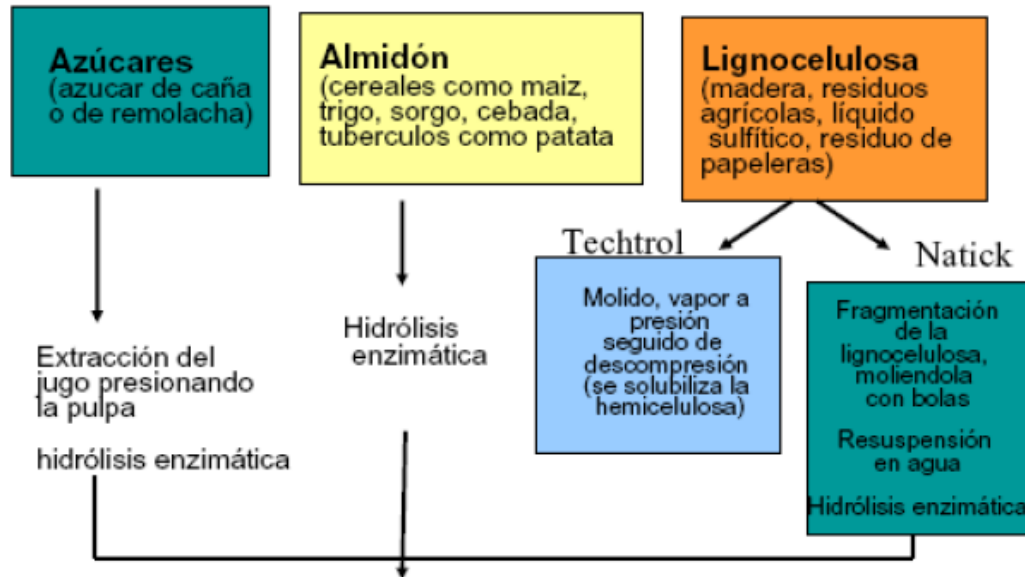 Azúcares
(azucar de caña
o de remolacha)
Almidón
(cereales como maiz,
trigo, sorgo, cebada,
tuberculos como patata
Lignocelulosa
(madera, residuos
agrícolas, líquido
sulfítico, residuo de
papeleras)
Techtrol
Natick
Molido, vapor a
presión
seguido de
descompresión
(se solubiliza la
hemicelulosa)
Fragmentación
de la
lignocelulosa,
moliendola
con bolas
Resuspensión
en agua
Hidrólisis enzimática
Hidrólisis
enzimática
Extracción del
jugo presionando
la pulpa
hidrólisis enzimática